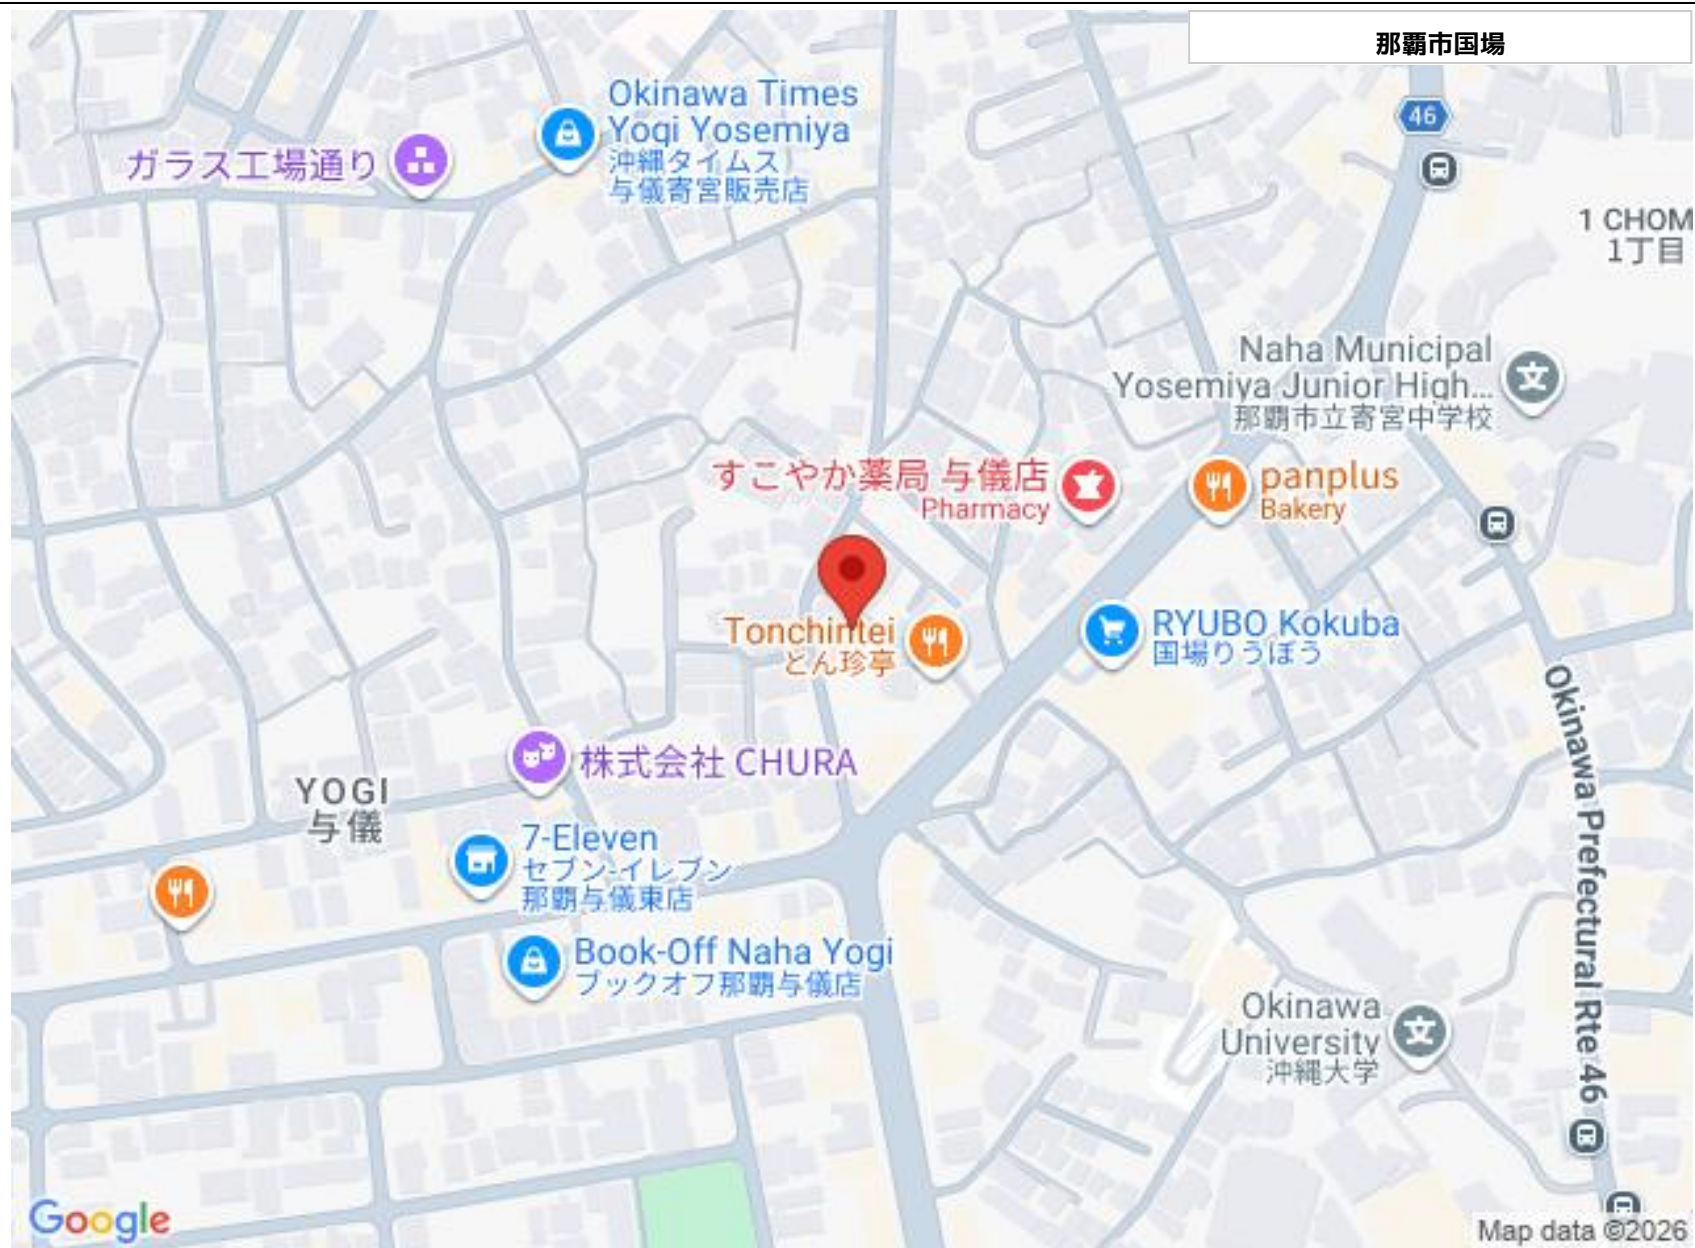 那覇市国場
Okinawa Times
Yogi Yosemiya
沖縄タイムス
与儀寄宮販売店
ガラス工場通り
46
1 CHOM
1丁目
Naha Municipal
Yosemiya Junior High...
那覇市立寄宮中学校
すこやか薬局 与儀店
Pharmacy
panplus
Bakery
Tonchintei
とん珍亭
RYUBO Kokuba
国場りうぼう
株式会社 CHURA
YOGI
与儀
7-Eleven
セブン-イレブン
那覇与儀東店
Book-Off Naha Yogi
ブックオフ那覇与儀店
Okinawa Prefectural Rte 46
Okinawa
University
沖縄大学
Google
Map data ©2026